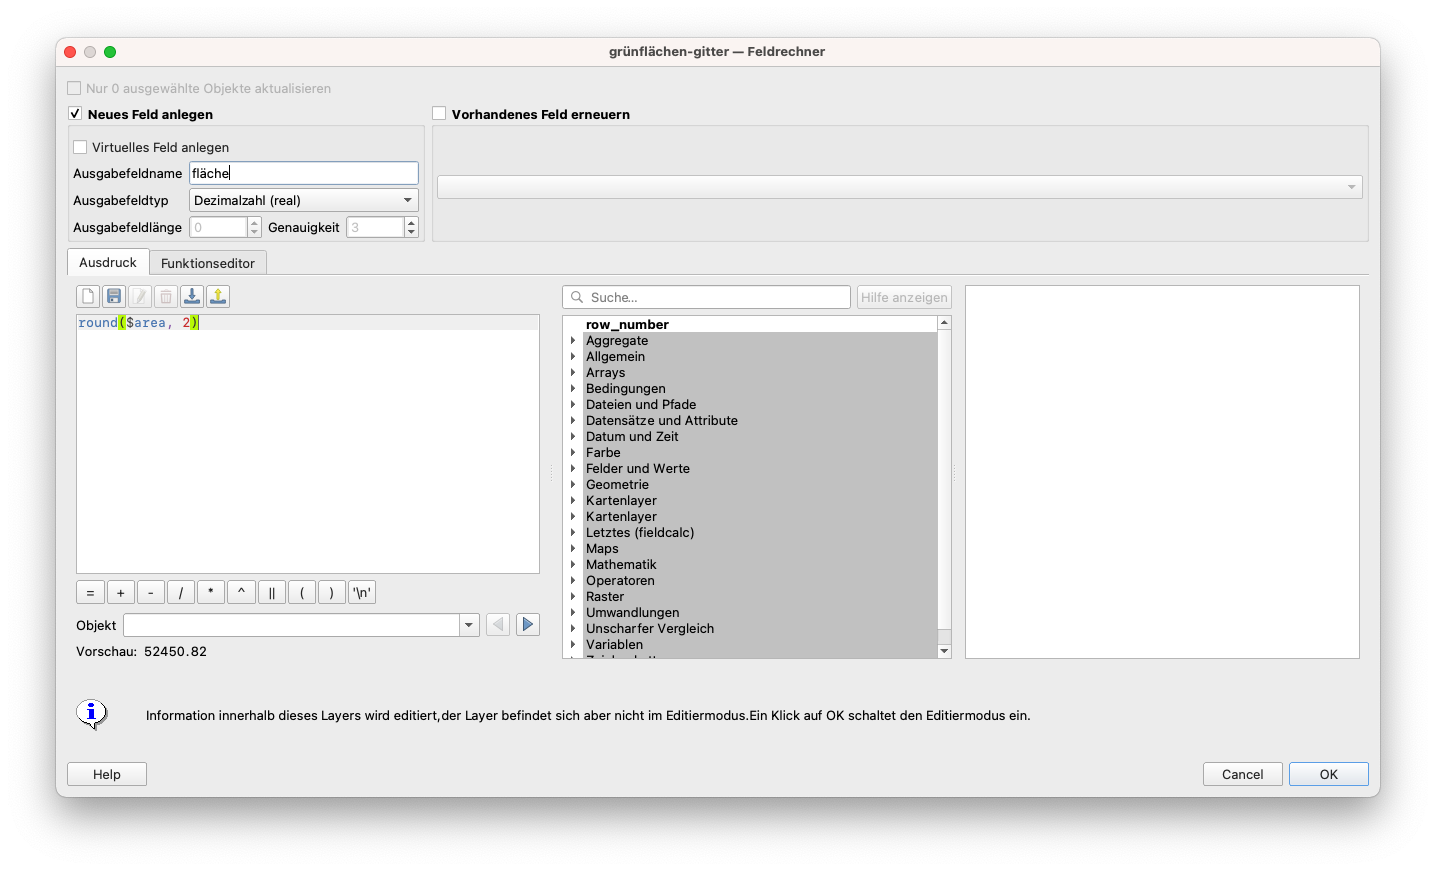 grünflächen-gitter — Feldrechner
Nur 0 ausgewählte Objekte aktualisieren
Neues Feld anlegen
Vorhandenes Feld erneuern
Virtuelles Feld anlegen
Ausgabefeldname fläche
Ausgabefeldtyp Dezimalzahl (real)
Ausgabefeldlänge 0 Genauigkeit 3
Ausdruck Funktionseditor
round($area, 2)
= + - / * ^ || ( ) '\n'
Objekt
Vorschau: 52450.82
Suche... Hilfe anzeigen
row_number
Aggregate
Allgemein
Arrays
Bedingungen
Dateien und Pfade
Datensätze und Attribute
Datum und Zeit
Farbe
Felder und Werte
Geometrie
Kartenlayer
Kartenlayer
Letztes (fieldcalc)
Maps
Mathematik
Operatoren
Raster
Umwandlungen
Unscharfer Vergleich
Variablen
Information innerhalb dieses Layers wird editiert,der Layer befindet sich aber nicht im Editiermodus.Ein Klick auf OK schaltet den Editiermodus ein.
Help Cancel OK